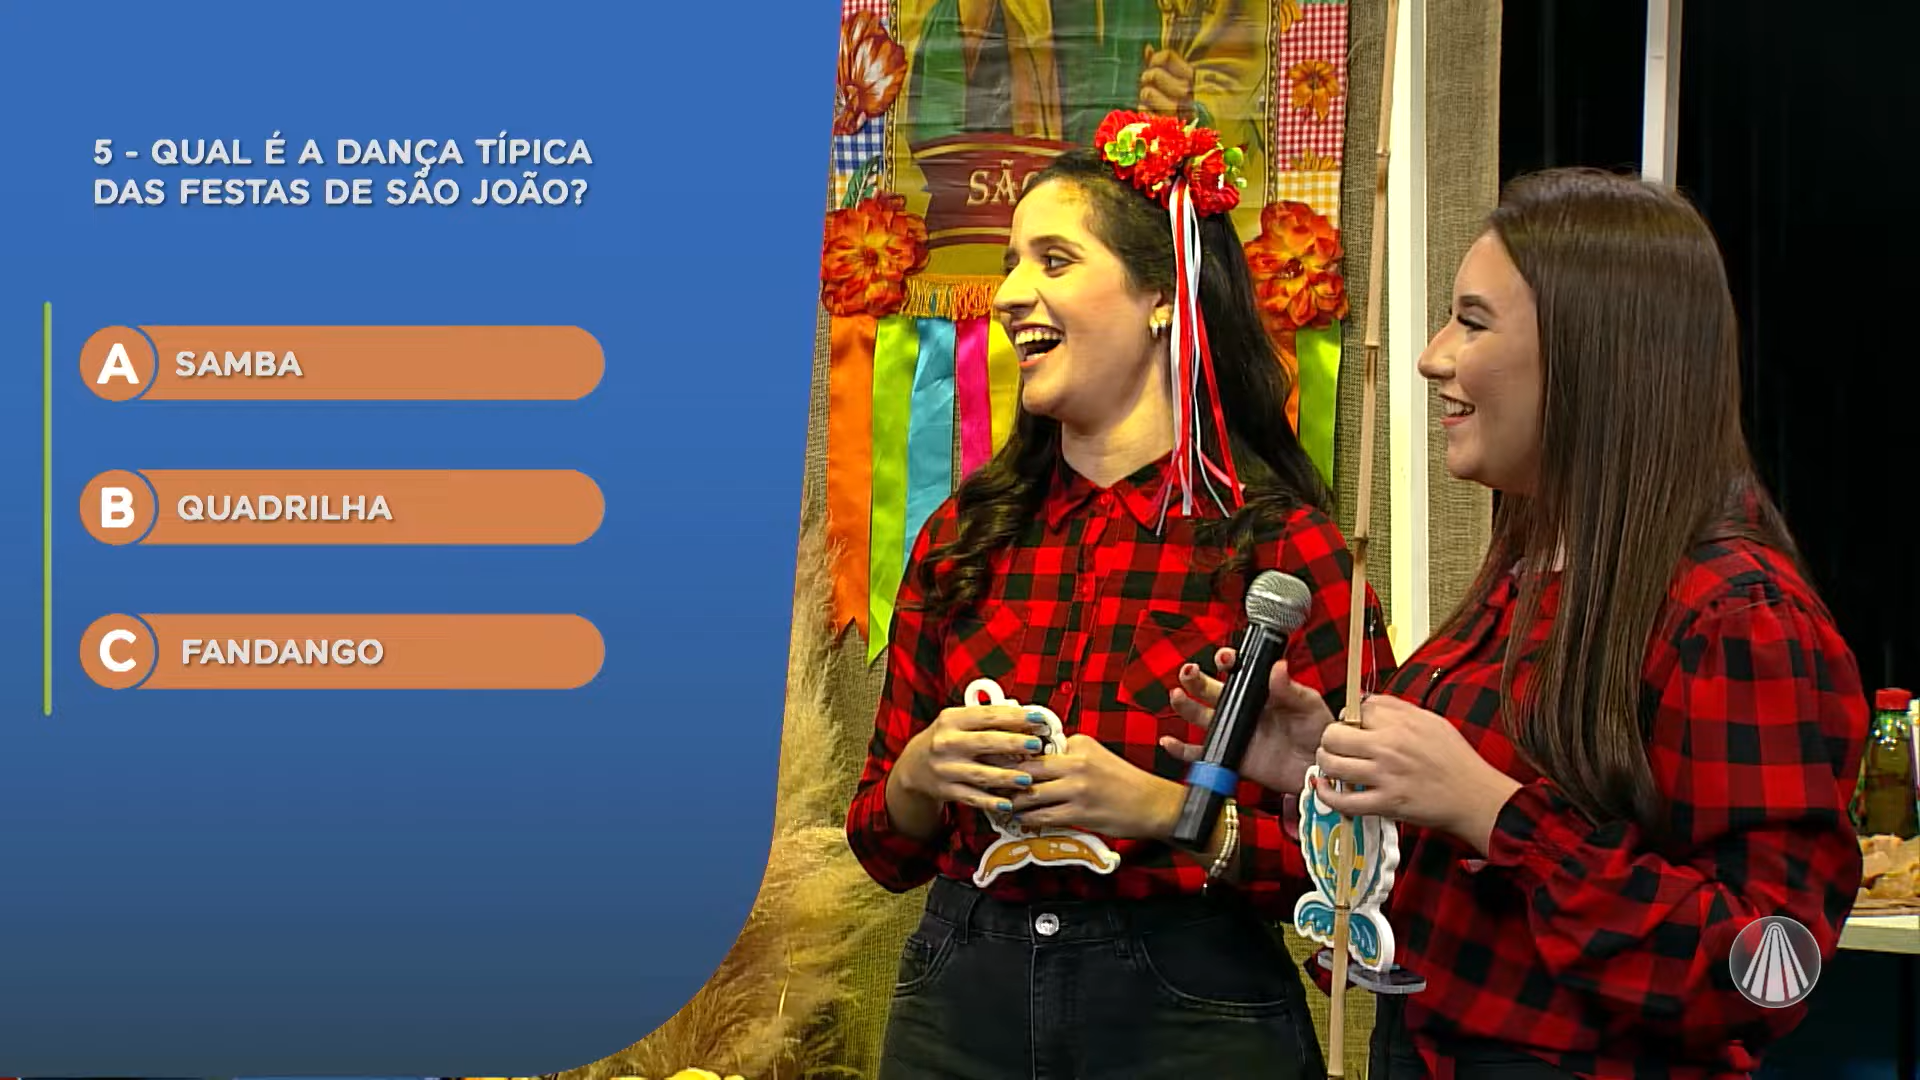 5 - QUAL É A DANÇA TÍPICA
DAS FESTAS DE SÃO JOÃO?
A SAMBA
B QUADRILHA
C FANDANGO